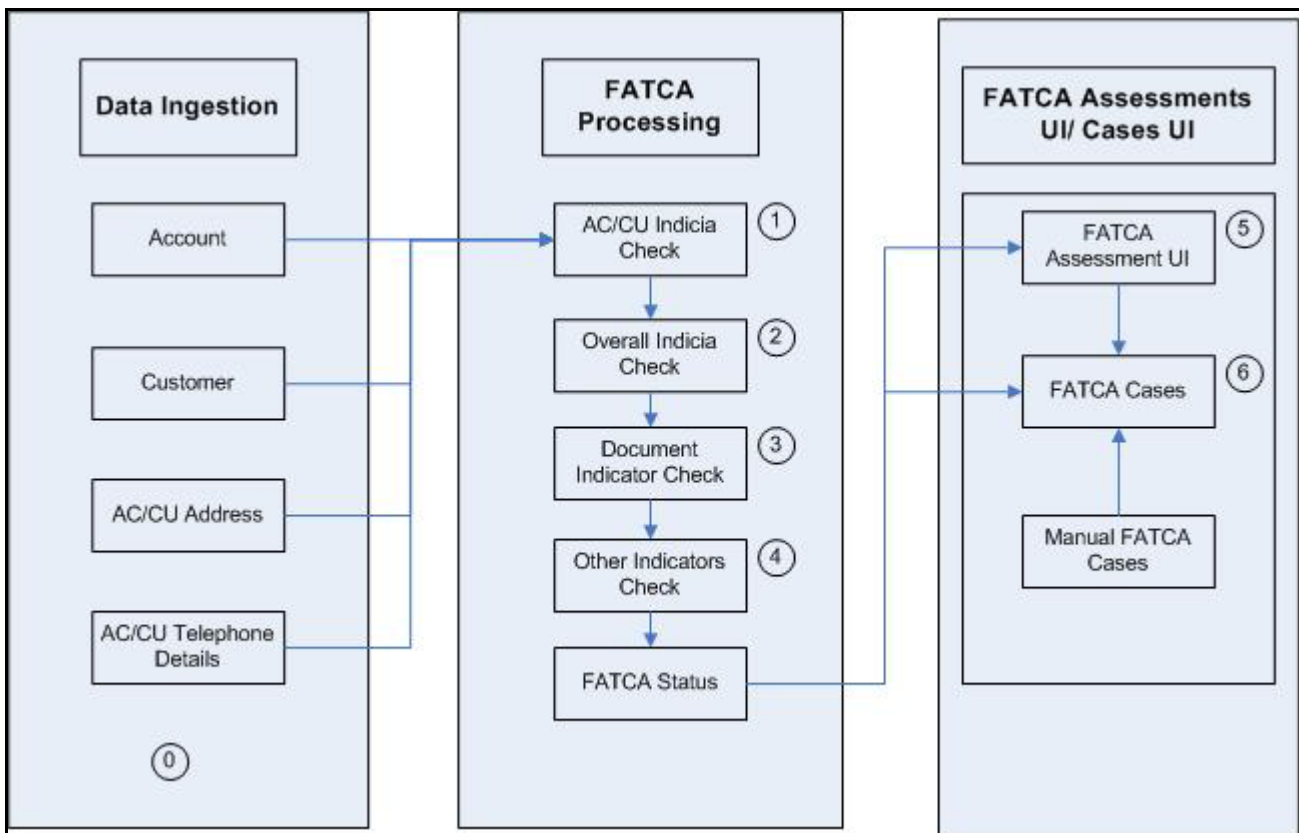 Data Ingestion
Account
Customer
AC/CU Address
AC/CU Telephone
Details
0
FATCA
Processing
AC/CU Indicia
Check
1
Overall Indicia
Check
2
Document
Indicator Check
3
Other Indicators
Check
4
FATCA Status
FATCA Assessments
UI/ Cases UI
FATCA
Assessment UI
5
FATCA Cases
6
Manual FATCA
Cases